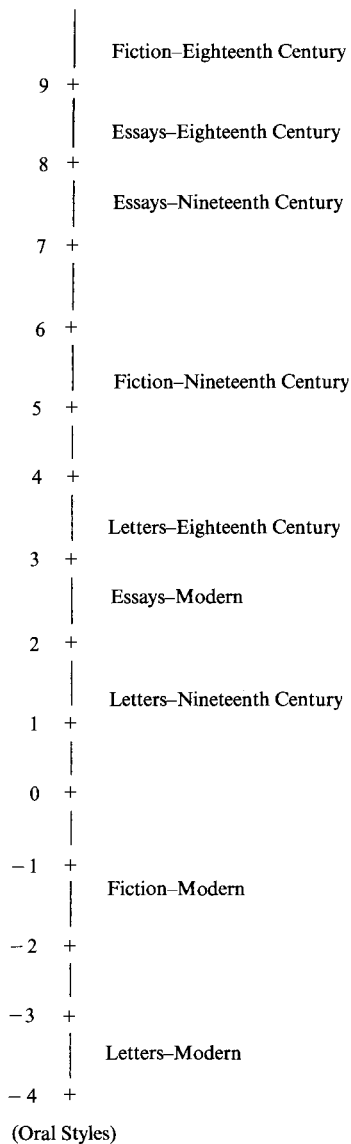 Fiction–Eighteenth Century
9 +
Essays–Eighteenth Century
8 +
Essays–Nineteenth Century
7 +
6 +
Fiction–Nineteenth Century
5 +
4 +
Letters–Eighteenth Century
3 +
Essays–Modern
2 +
Letters–Nineteenth Century
1 +
0 +
−1 +
Fiction–Modern
−2 +
−3 +
Letters–Modern
−4 +
(Oral Styles)